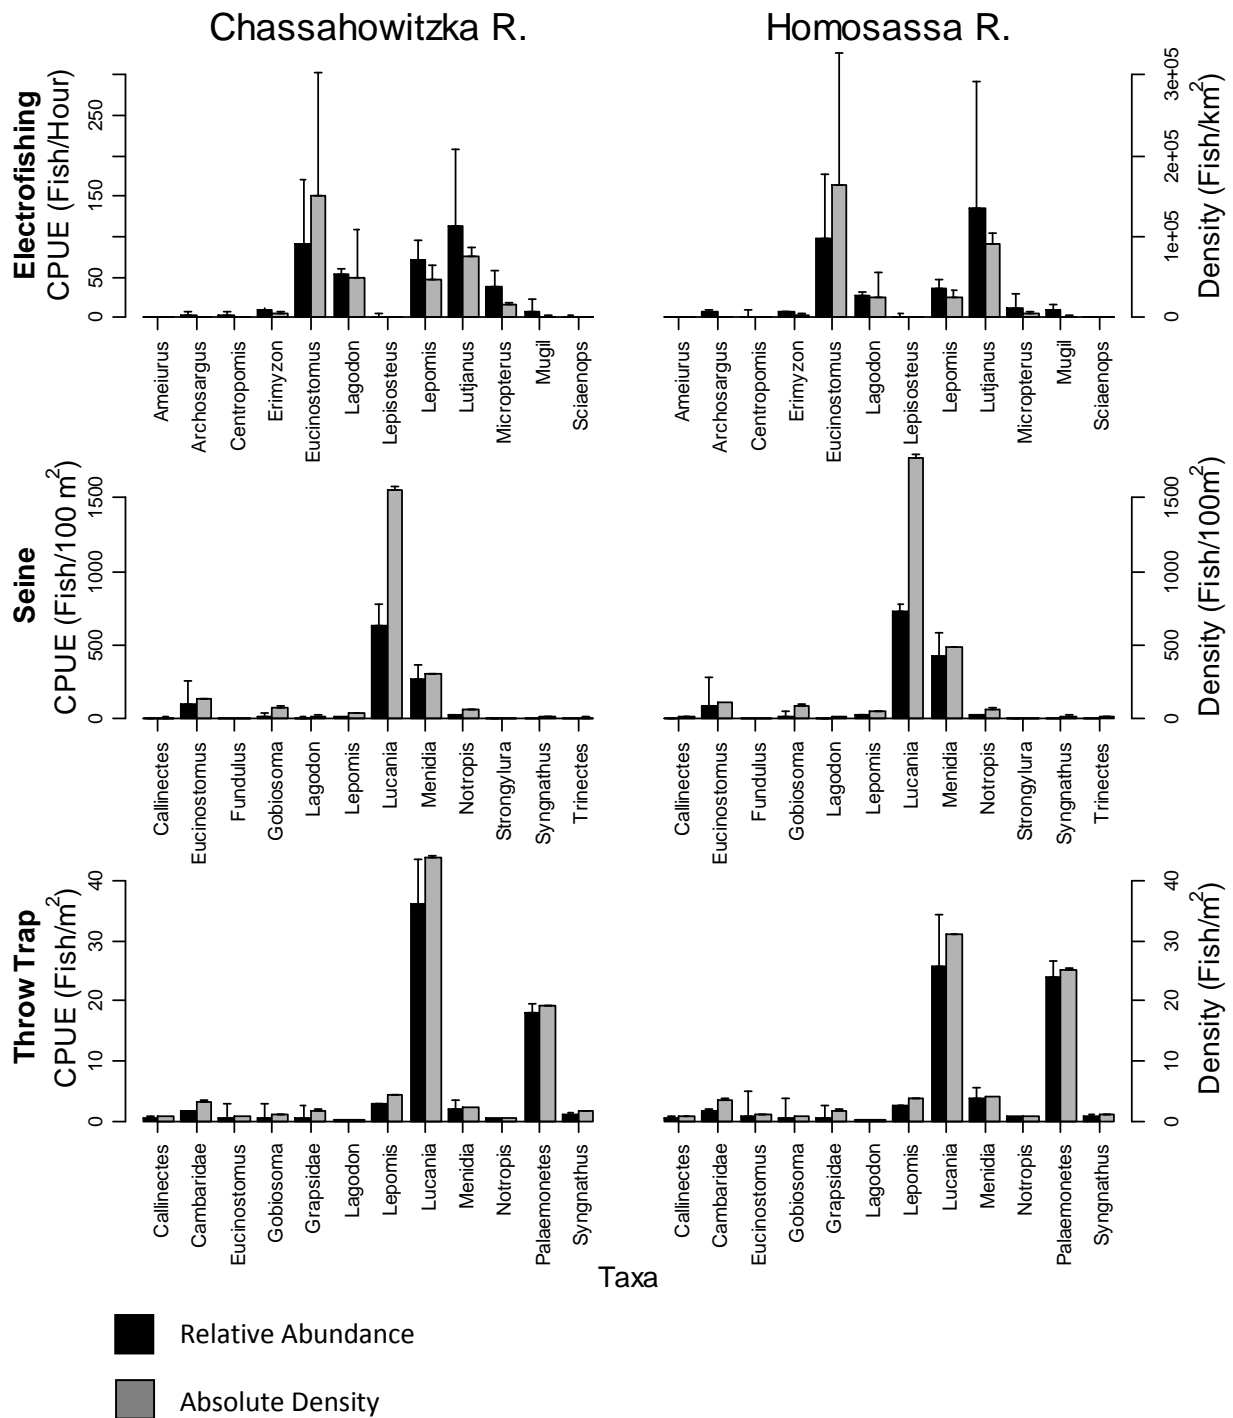 Chassahowitzka R.
Homosassa R.
Electrofishing
CPUE (Fish/Hour)
0
50
150
250
Density (Fish/km²)
0
1e+05
2e+05
3e+05
Ameiurus
Archosargus
Centropomis
Erimyzon
Eucinostomus
Lagodon
Lepisosteus
Lepomis
Lutjanus
Micropterus
Mugil
Sciaenops
Ameiurus
Archosargus
Centropomis
Erimyzon
Eucinostomus
Lagodon
Lepisosteus
Lepomis
Lutjanus
Micropterus
Mugil
Sciaenops
Seine
CPUE (Fish/100 m²)
0
500
1000
1500
Density (Fish/100m²)
0
500
1000
1500
Callinectes
Eucinostomus
Fundulus
Gobiosoma
Lagodon
Lepomis
Lucania
Menidia
Notropis
Strongylura
Syngnathus
Trinectes
Callinectes
Eucinostomus
Fundulus
Gobiosoma
Lagodon
Lepomis
Lucania
Menidia
Notropis
Strongylura
Syngnathus
Trinectes
Throw Trap
CPUE (Fish/m²)
0
10
20
30
40
Density (Fish/m²)
0
10
20
30
40
Callinectes
Cambaridae
Eucinostomus
Gobiosoma
Grapsidae
Lagodon
Lepomis
Lucania
Menidia
Notropis
Palaemonetes
Syngnathus
Callinectes
Cambaridae
Eucinostomus
Gobiosoma
Grapsidae
Lagodon
Lepomis
Lucania
Menidia
Notropis
Palaemonetes
Syngnathus
Taxa
Relative Abundance
Absolute Density